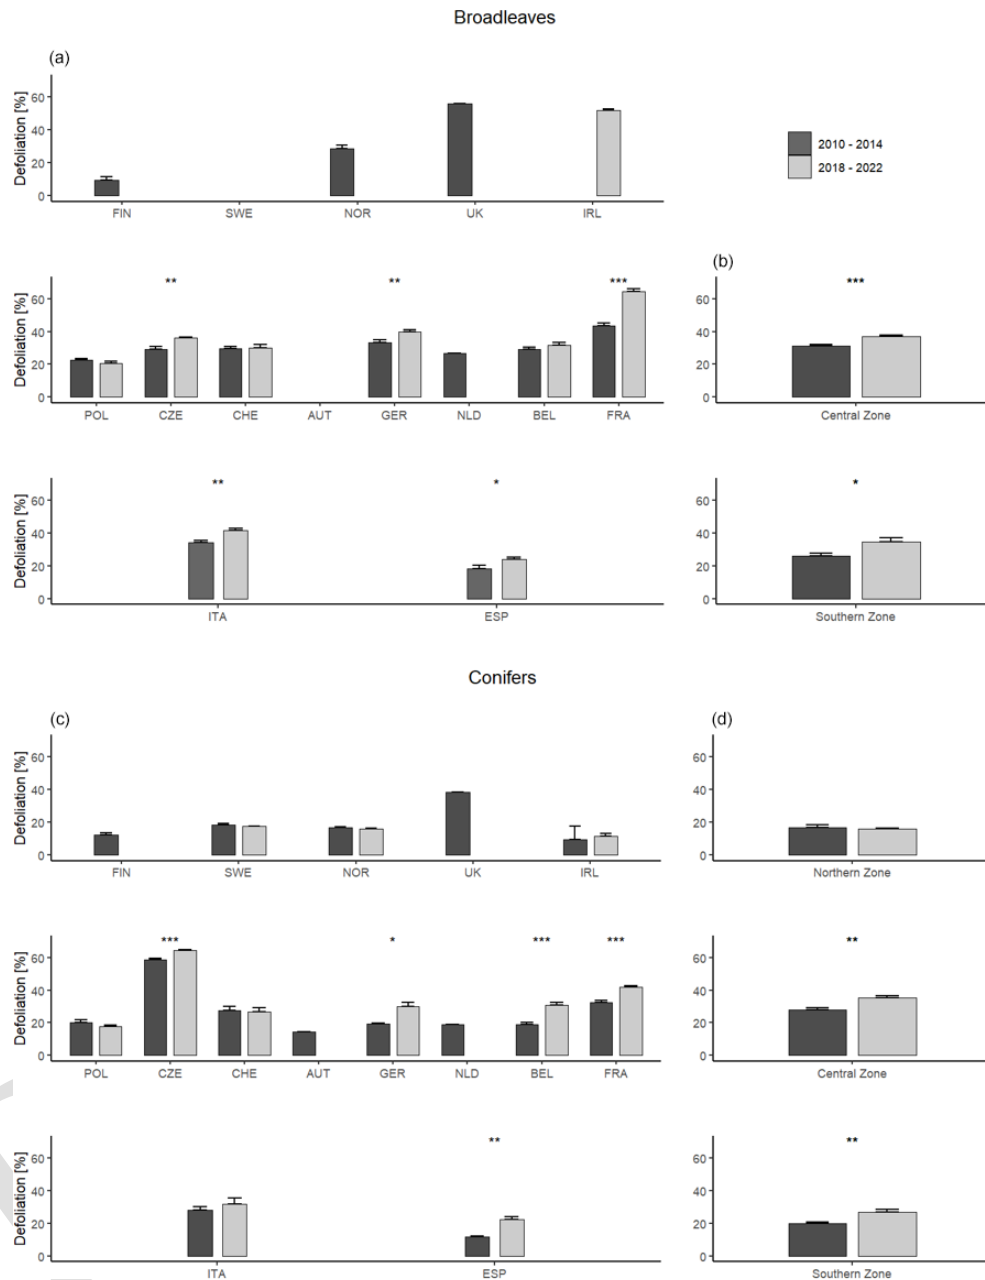 Broadleaves
(a)
Defoliation [%]
60
40
20
0
FIN SWE NOR UK IRL
2010 - 2014
2018 - 2022
** ** ***
Defoliation [%]
60
40
20
0
POL CZE CHE AUT GER NLD BEL FRA
(b)
***
60
40
20
0
Central Zone
** *
Defoliation [%]
60
40
20
0
ITA ESP
*
60
40
20
0
Southern Zone
Conifers
(c)
Defoliation [%]
60
40
20
0
FIN SWE NOR UK IRL
(d)
60
40
20
0
Northern Zone
*** * *** ***
Defoliation [%]
60
40
20
0
POL CZE CHE AUT GER NLD BEL FRA
**
60
40
20
0
Central Zone
**
Defoliation [%]
60
40
20
0
ITA ESP
**
60
40
20
0
Southern Zone